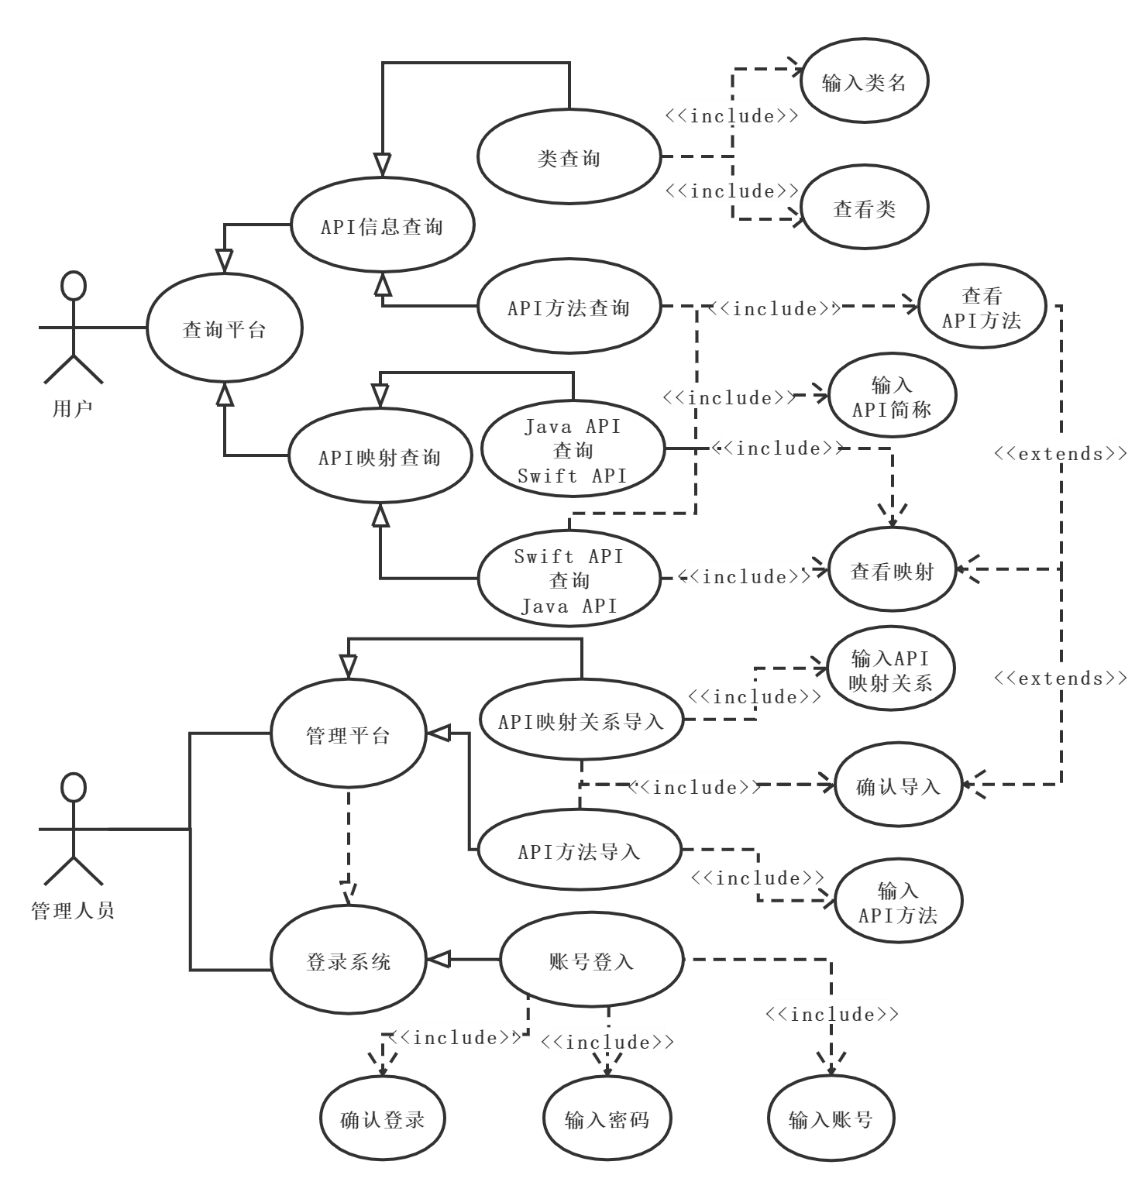 输入类名
<<include>>
类查询
<<include>>
查看类
API信息查询
API方法查询
<<include>>
查看
API方法
查询平台
用户
<<include>>
输入
API简称
API映射查询
Java API
查询
Swift API
<<include>>
<<extends>>
Swift API
查询
Java API
<<include>>
查看映射
输入API
映射关系
<<extends>>
<<include>>
API映射关系导入
管理平台
<<include>>
确认导入
API方法导入
<<include>>
输入
API方法
管理人员
登录系统
账号登入
<<include>>
<<include>>
<<include>>
确认登录
输入密码
输入账号